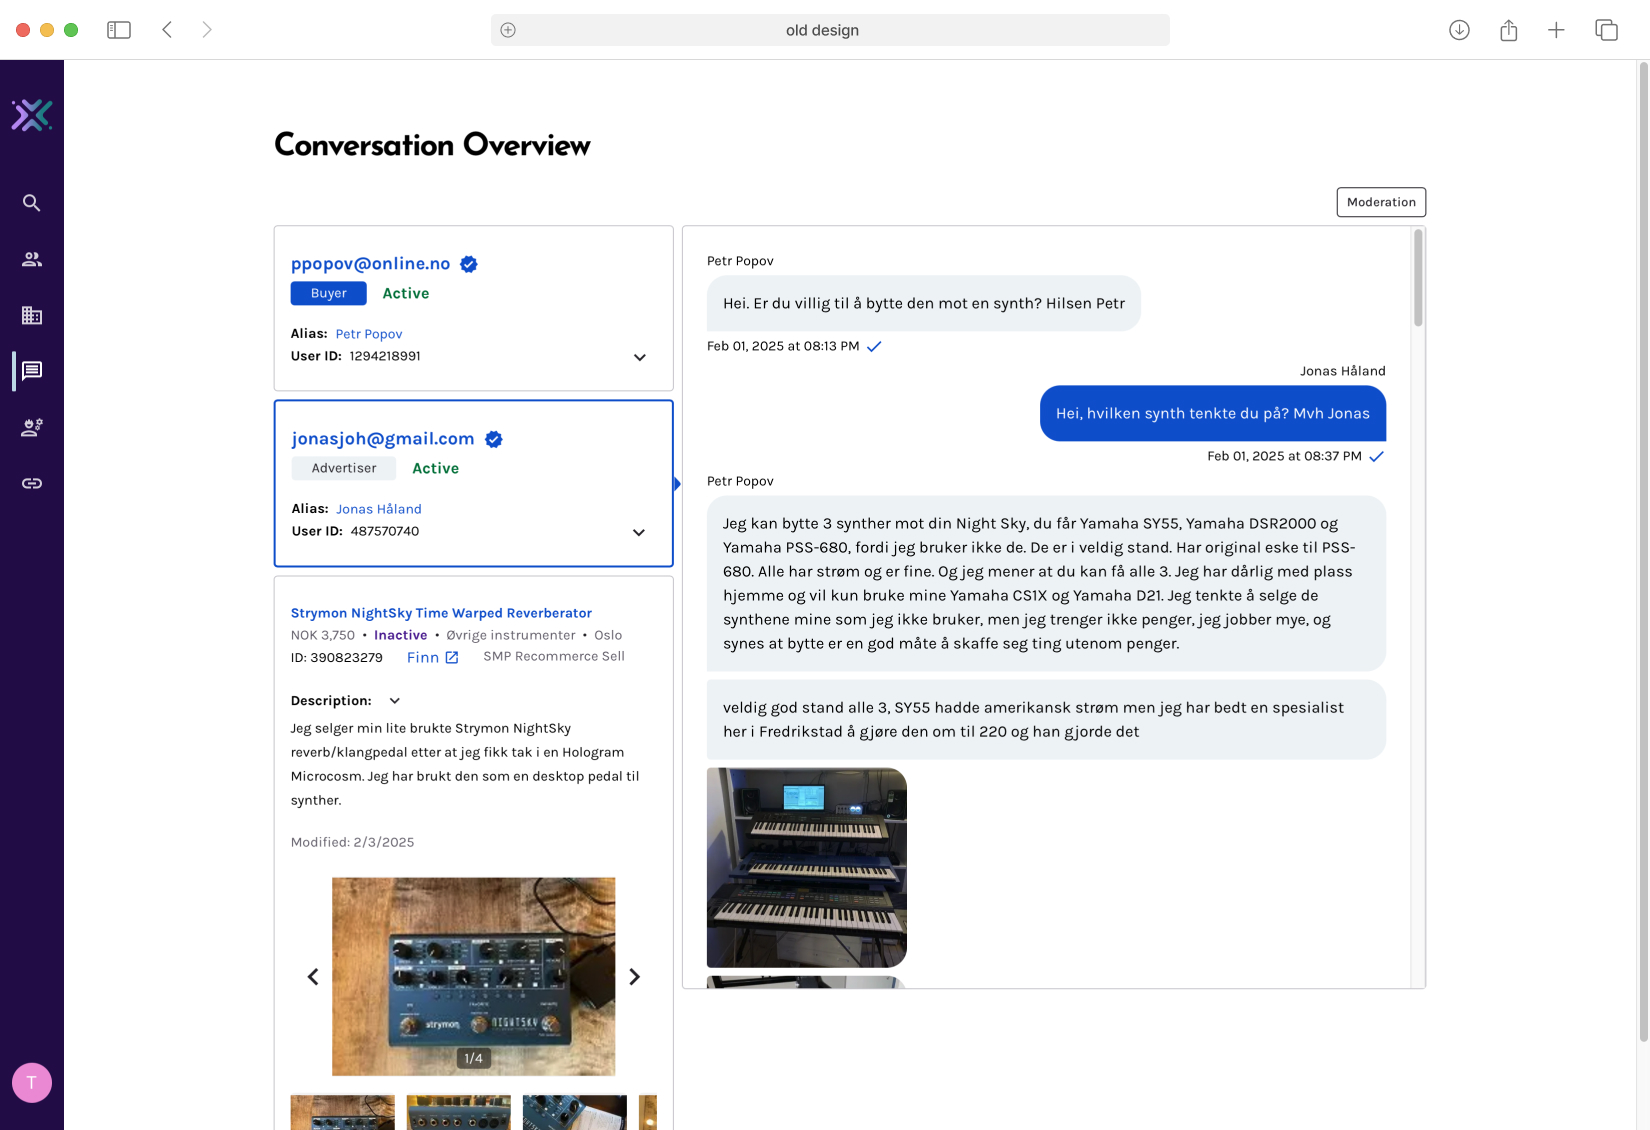 old design
Conversation Overview
Moderation
ppopov@online.no
Buyer
Active
Alias: Petr Popov
User ID: 1294218991
jonasjoh@gmail.com
Advertiser
Active
Alias: Jonas Håland
User ID: 487570740
Strymon NightSky Time Warped Reverberator
NOK 3,750 • Inactive • Øvrige instrumenter • Oslo
ID: 390823279 Finn SMP Recommerce Sell
Description:
Jeg selger min lite brukte Strymon NightSky
reverb/klangpedal etter at jeg fikk tak i en Hologram
Microcosm. Jeg har brukt den som en desktop pedal til
synther.
Modified: 2/3/2025
strymon
NIGHTSKY
1/4
Petr Popov
Hei. Er du villig til å bytte den mot en synth? Hilsen Petr
Feb 01, 2025 at 08:13 PM
Jonas Håland
Hei, hvilken synth tenkte du på? Mvh Jonas
Feb 01, 2025 at 08:37 PM
Petr Popov
Jeg kan bytte 3 synther mot din Night Sky, du får Yamaha SY55, Yamaha DSR2000 og
Yamaha PSS-680, fordi jeg bruker ikke de. De er i veldig stand. Har original eske til PSS-
680. Alle har strøm og er fine. Og jeg mener at du kan få alle 3. Jeg har dårlig med plass
hjemme og vil kun bruke mine Yamaha CS1X og Yamaha D21. Jeg tenkte å selge de
synthene mine som jeg ikke bruker, men jeg trenger ikke penger, jeg jobber mye, og
synes at bytte er en god måte å skaffe seg ting utenom penger.
veldig god stand alle 3, SY55 hadde amerikansk strøm men jeg har bedt en spesialist
her i Fredrikstad å gjøre den om til 220 og han gjorde det
T